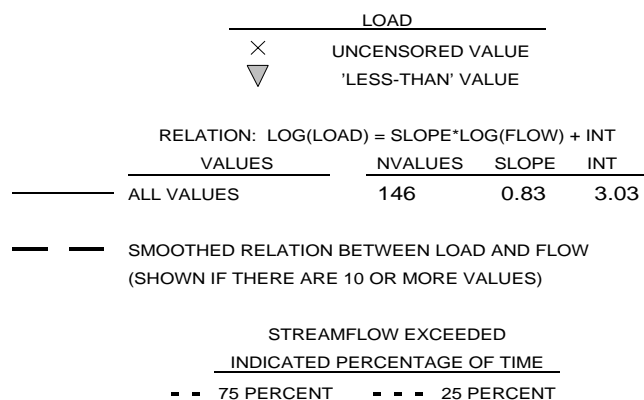 LOAD
UNCENSORED VALUE
'LESS-THAN' VALUE
RELATION: LOG(LOAD) = SLOPE*LOG(FLOW) + INT
VALUES NVALUES SLOPE INT
ALL VALUES 146 0.83 3.03
SMOOTHED RELATION BETWEEN LOAD AND FLOW
(SHOWN IF THERE ARE 10 OR MORE VALUES)
STREAMFLOW EXCEEDED
INDICATED PERCENTAGE OF TIME
75 PERCENT 25 PERCENT